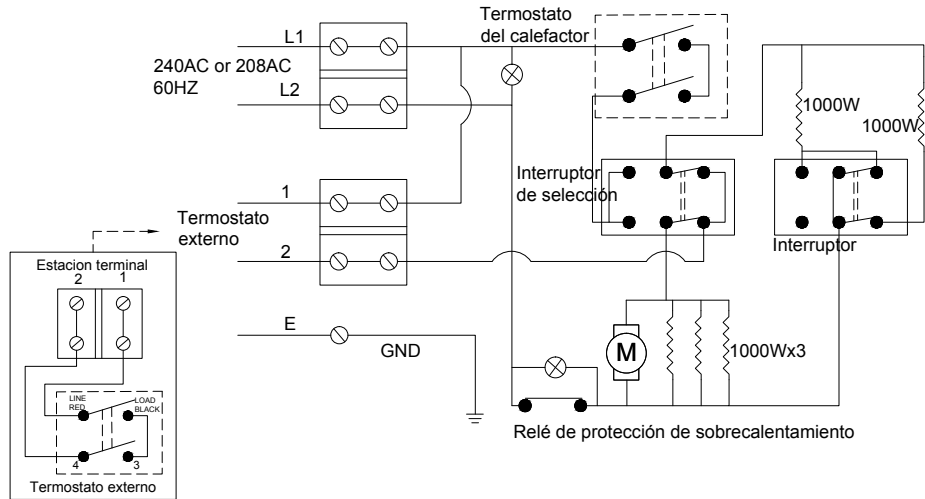 Termostato
del calefactor
L1
240AC or 208AC
60HZ
L2
1000W
1000W
Interruptor
de selección
Interruptor
1
Termostato
externo
2
Estacion terminal
2 1
E
GND
M
1000Wx3
LINE
RED
LOAD
BLACK
4 3
Termostato externo
Relé de protección de sobrecalentamiento